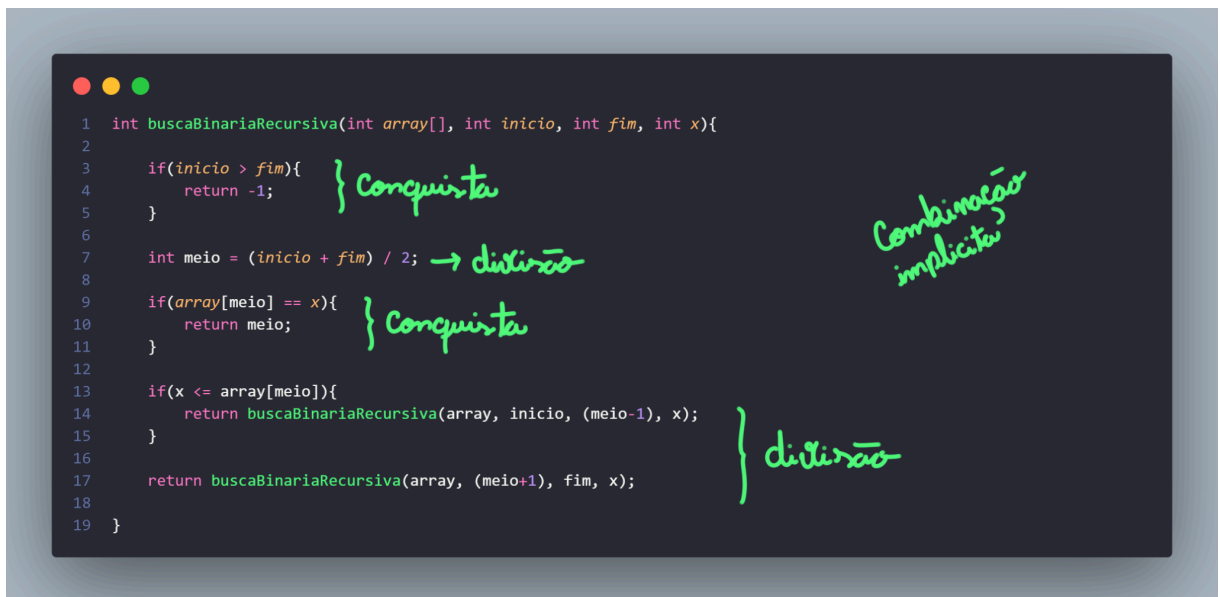 1 int buscaBinariaRecursiva(int array[], int inicio, int fim, int x){
2
3 if(inicio > fim){
4 return -1;
5 }
} Conquista
6
7 int meio = (inicio + fim) / 2; → divisão
8
9 if(array[meio] == x){
10 return meio;
11 }
} Conquista
12
13 if(x <= array[meio]){
14 return buscaBinariaRecursiva(array, inicio, (meio-1), x);
15 }
16
17 return buscaBinariaRecursiva(array, (meio+1), fim, x);
} divisão
18
19 }
Combinação
implicita